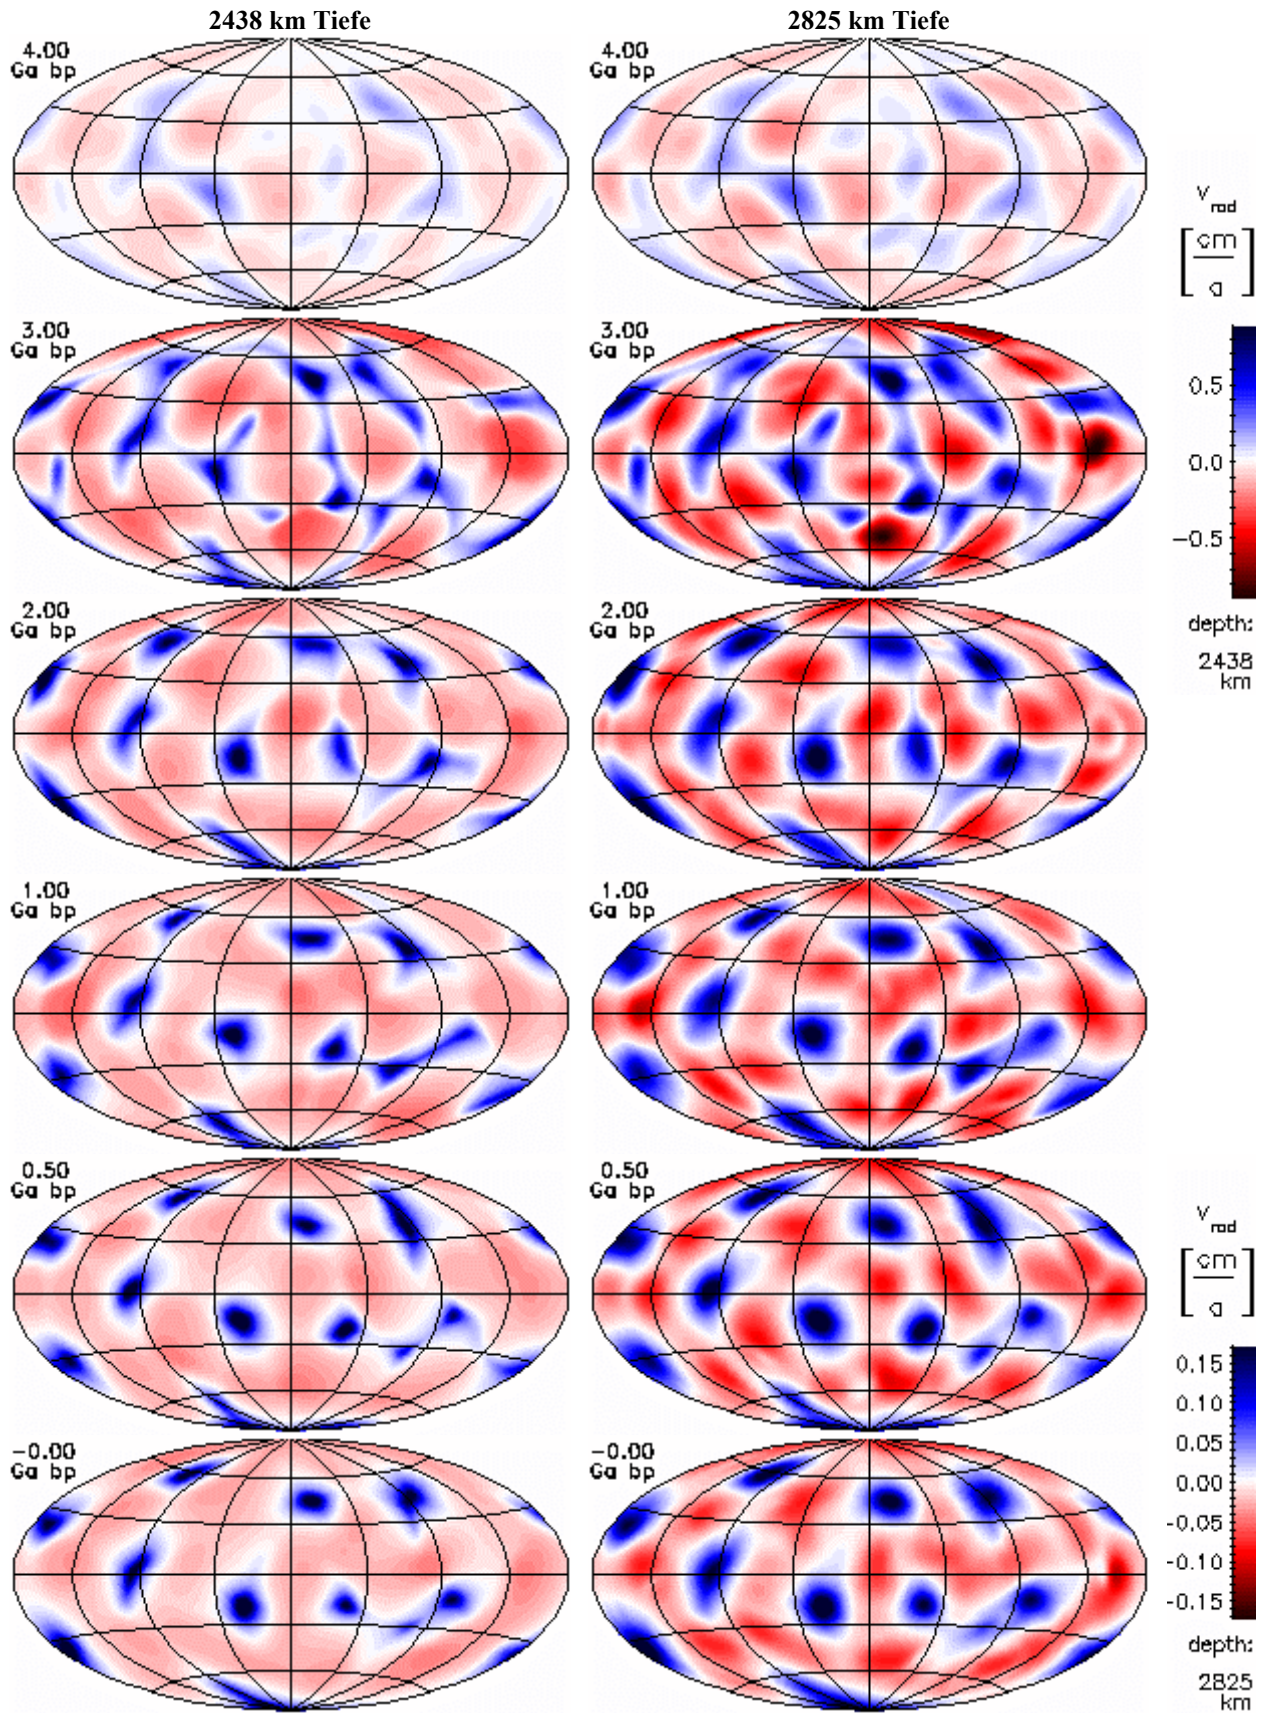 2438 km Tiefe
2825 km Tiefe
4.00
Ga bp
4.00
Ga bp
v rad
[ cm
a ]
3.00
Ga bp
3.00
Ga bp
0.5
0.0
−0.5
2.00
Ga bp
2.00
Ga bp
depth:
2438
km
1.00
Ga bp
1.00
Ga bp
0.50
Ga bp
0.50
Ga bp
v rad
[ cm
a ]
0.15
0.10
0.05
0.00
-0.05
-0.10
-0.15
−0.00
Ga bp
−0.00
Ga bp
depth:
2825
km